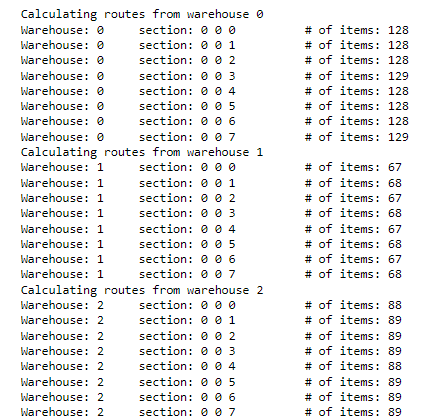 Calculating routes from warehouse 0
Warehouse: 0 section: 0 0 0 # of items: 128
Warehouse: 0 section: 0 0 1 # of items: 128
Warehouse: 0 section: 0 0 2 # of items: 128
Warehouse: 0 section: 0 0 3 # of items: 129
Warehouse: 0 section: 0 0 4 # of items: 128
Warehouse: 0 section: 0 0 5 # of items: 128
Warehouse: 0 section: 0 0 6 # of items: 128
Warehouse: 0 section: 0 0 7 # of items: 129
Calculating routes from warehouse 1
Warehouse: 1 section: 0 0 0 # of items: 67
Warehouse: 1 section: 0 0 1 # of items: 68
Warehouse: 1 section: 0 0 2 # of items: 67
Warehouse: 1 section: 0 0 3 # of items: 68
Warehouse: 1 section: 0 0 4 # of items: 67
Warehouse: 1 section: 0 0 5 # of items: 68
Warehouse: 1 section: 0 0 6 # of items: 67
Warehouse: 1 section: 0 0 7 # of items: 68
Calculating routes from warehouse 2
Warehouse: 2 section: 0 0 0 # of items: 88
Warehouse: 2 section: 0 0 1 # of items: 89
Warehouse: 2 section: 0 0 2 # of items: 89
Warehouse: 2 section: 0 0 3 # of items: 89
Warehouse: 2 section: 0 0 4 # of items: 88
Warehouse: 2 section: 0 0 5 # of items: 89
Warehouse: 2 section: 0 0 6 # of items: 89
Warehouse: 2 section: 0 0 7 # of items: 89